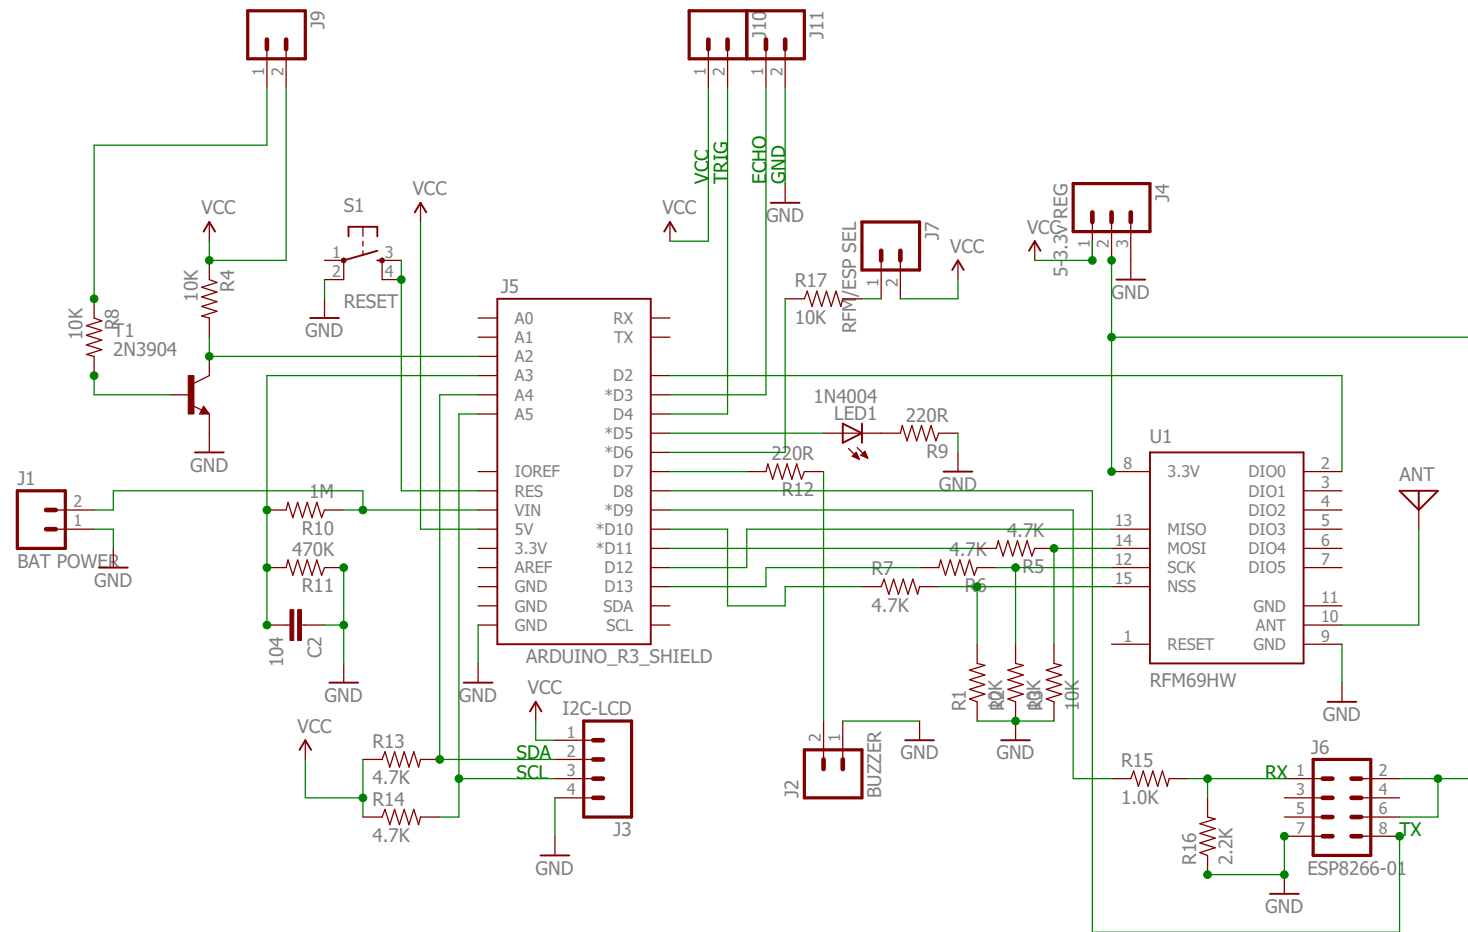 J9
1
2
VCC
10K
R4
10K
R8
T1
2N3904
GND
S1
1
3
2
4
RESET
GND
VCC
J10
J11
1
2
1
2
VCC
TRIG
ECHO
GND
VCC
GND
J7
RFM/ESP SEL
1
2
VCC
R17
10K
J4
5-3.3V REG
VCC
1
2
3
GND
J5
A0
A1
A2
A3
A4
A5
IOREF
RES
VIN
5V
3.3V
AREF
GND
GND
GND
RX
TX
D2
*D3
D4
*D5
*D6
D7
D8
*D9
*D10
*D11
D12
D13
SDA
SCL
ARDUINO_R3_SHIELD
GND
1N4004
LED1
220R
R9
GND
220R
R12
J1
2
1
BAT POWER
GND
1M
R10
470K
R11
104
C2
GND
4.7K
R5
4.7K
R6
R7
4.7K
R1
10K
R2
10K
R3
10K
GND
U1
8
3.3V
13
MISO
14
MOSI
12
SCK
15
NSS
1
RESET
DIO0
2
DIO1
3
DIO2
4
DIO3
5
DIO4
6
DIO5
7
GND
11
ANT
10
GND
9
RFM69HW
ANT
GND
VCC
I2C-LCD
1
2
3
4
SDA
SCL
J3
GND
VCC
R13
4.7K
R14
4.7K
2
1
J2
BUZZER
GND
R15
1.0K
R16
2.2K
J6
RX
1
2
3
4
5
6
7
8
TX
ESP8266-01
GND